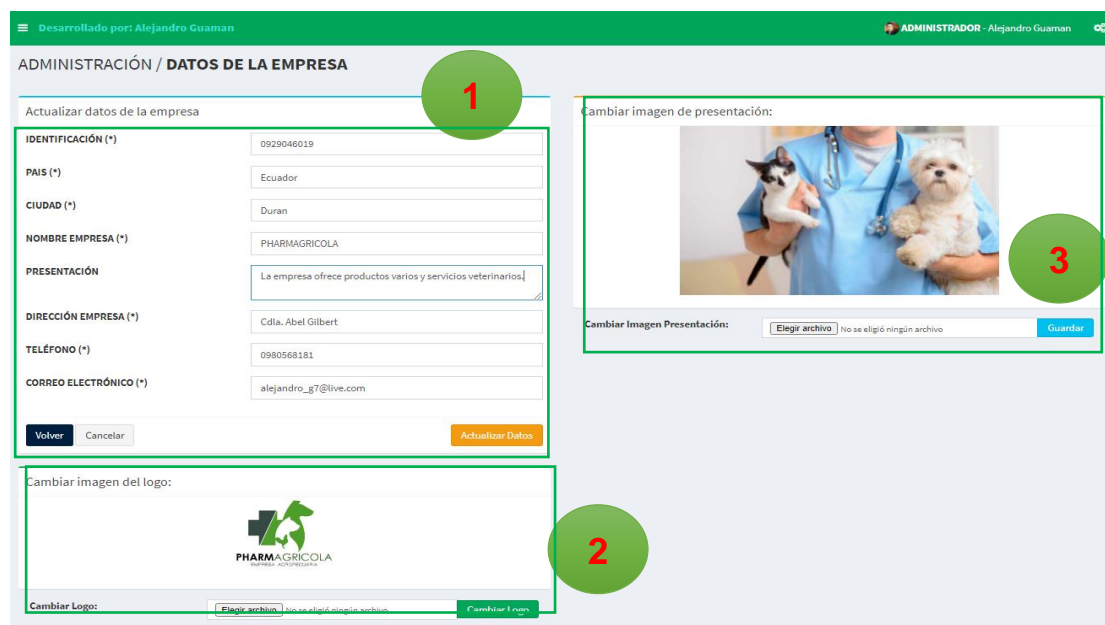 Desarrollado por: Alejandro Guaman
ADMINISTRADOR - Alejandro Guaman
ADMINISTRACIÓN / DATOS DE LA EMPRESA
1
Actualizar datos de la empresa
IDENTIFICACIÓN (*) 0929046019
PAIS (*) Ecuador
CIUDAD (*) Duran
NOMBRE EMPRESA (*) PHARMAGRICOLA
PRESENTACIÓN La empresa ofrece productos varios y servicios veterinarios.
DIRECCIÓN EMPRESA (*) Cdla. Abel Gilbert
TELÉFONO (*) 0980568181
CORREO ELECTRÓNICO (*) alejandro_g7@live.com
Volver Cancelar Actualizar Datos
Cambiar imagen del logo:
PHARMAGRICOLA
EMPRESA AGROPECUARIA
2
Cambiar Logo: Elegir archivo No se eligió ningún archivo Cambiar Logo
Cambiar imagen de presentación:
3
Cambiar Imagen Presentación: Elegir archivo No se eligió ningún archivo Guardar